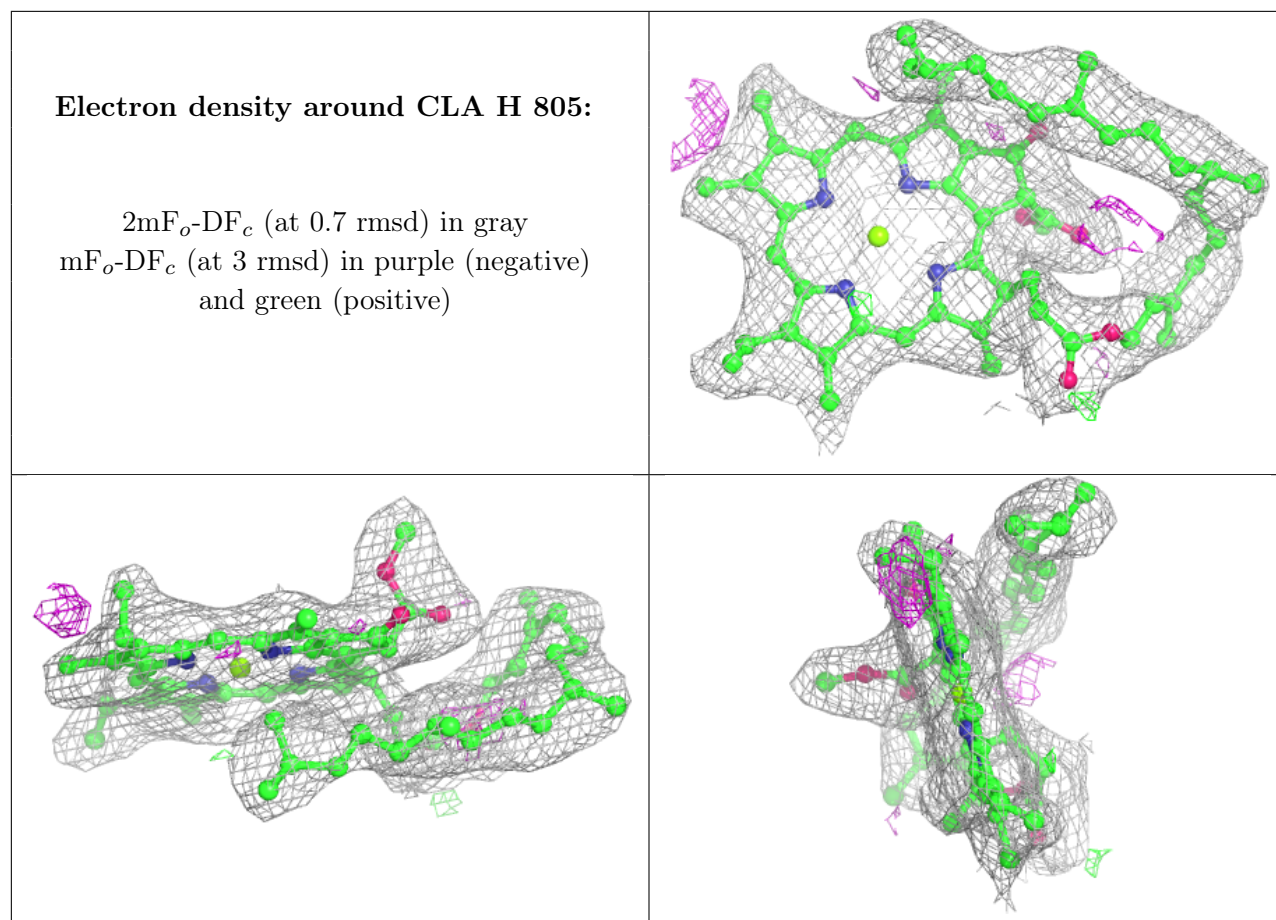 Electron density around CLA H 805:
2mFo-DFc (at 0.7 rmsd) in gray
mFo-DFc (at 3 rmsd) in purple (negative)
and green (positive)